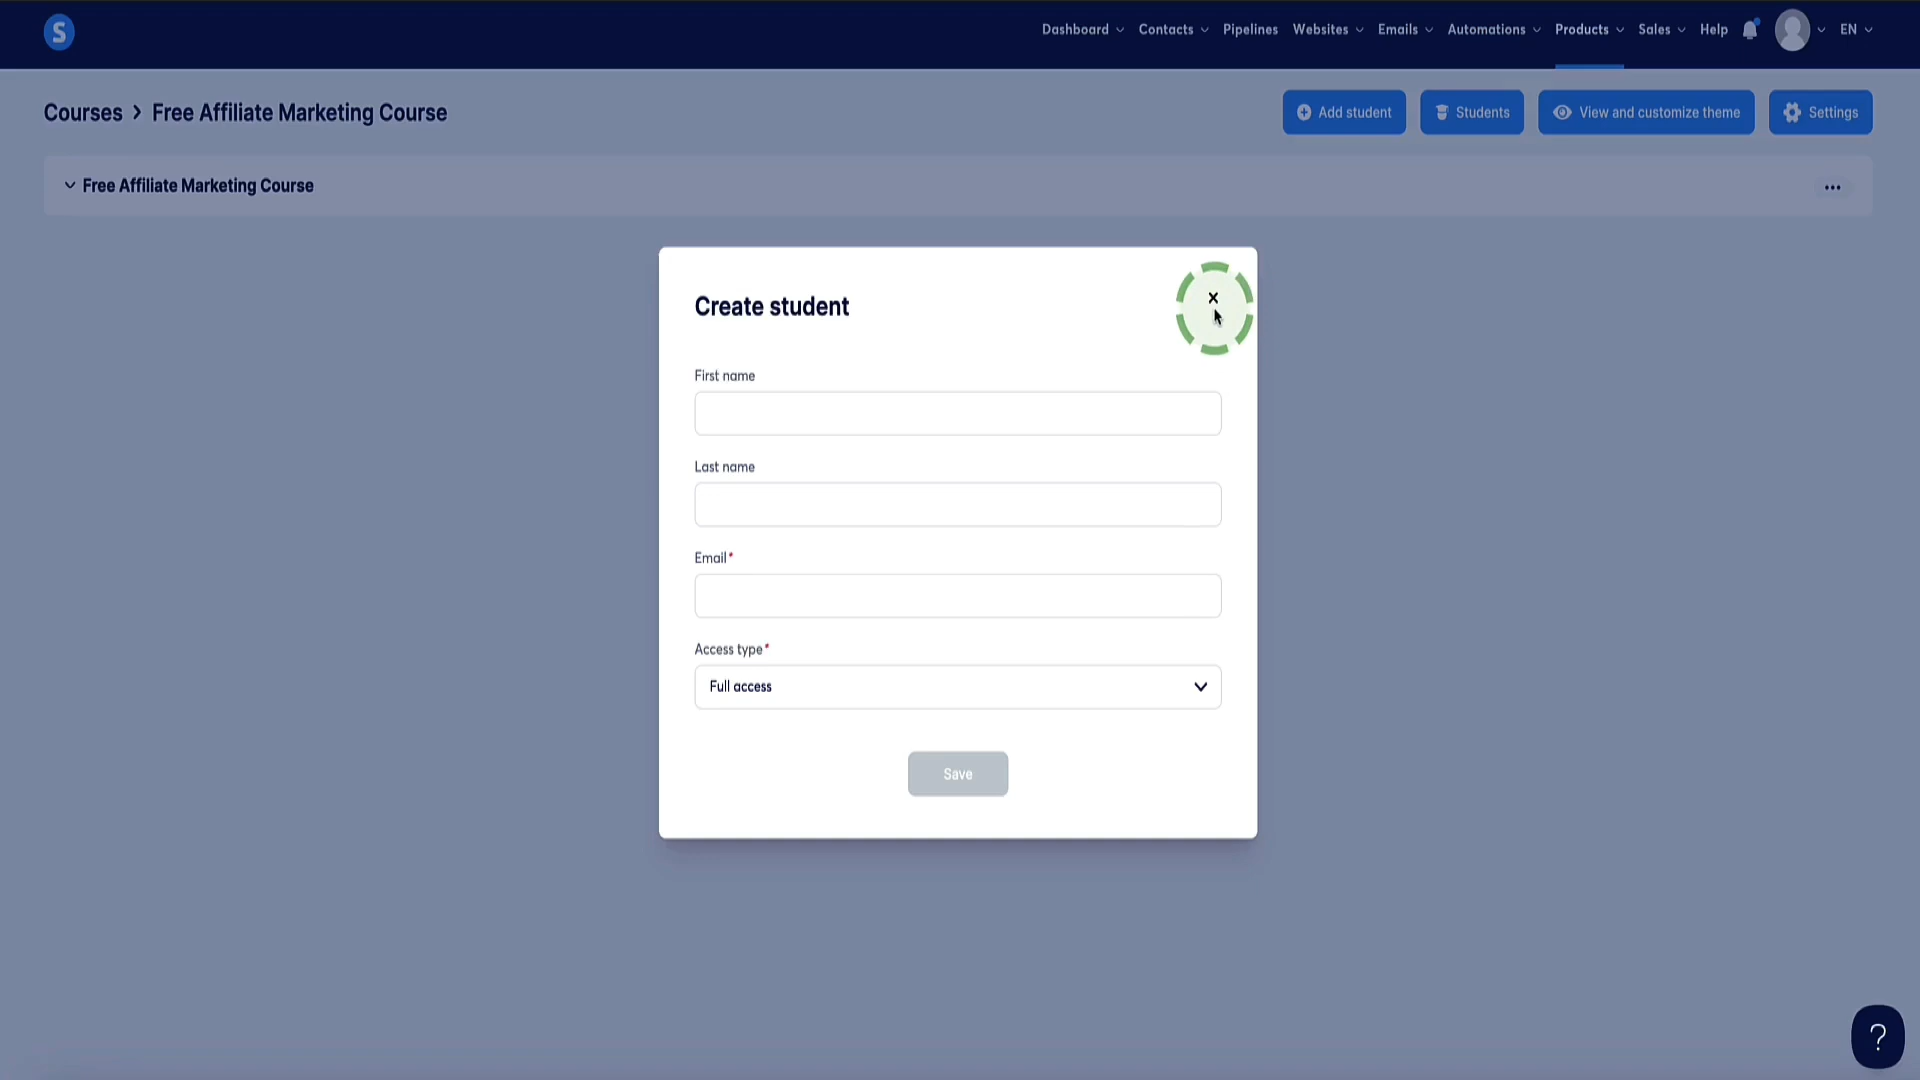 S
Dashboard
Contacts
Pipelines
Websites
Emails
Automations
Products
Sales
Help
EN
Courses > Free Affiliate Marketing Course
Add student
Students
View and customize theme
Settings
Free Affiliate Marketing Course
Create student
First name
Last name
Email*
Access type*
Full access
Save
?